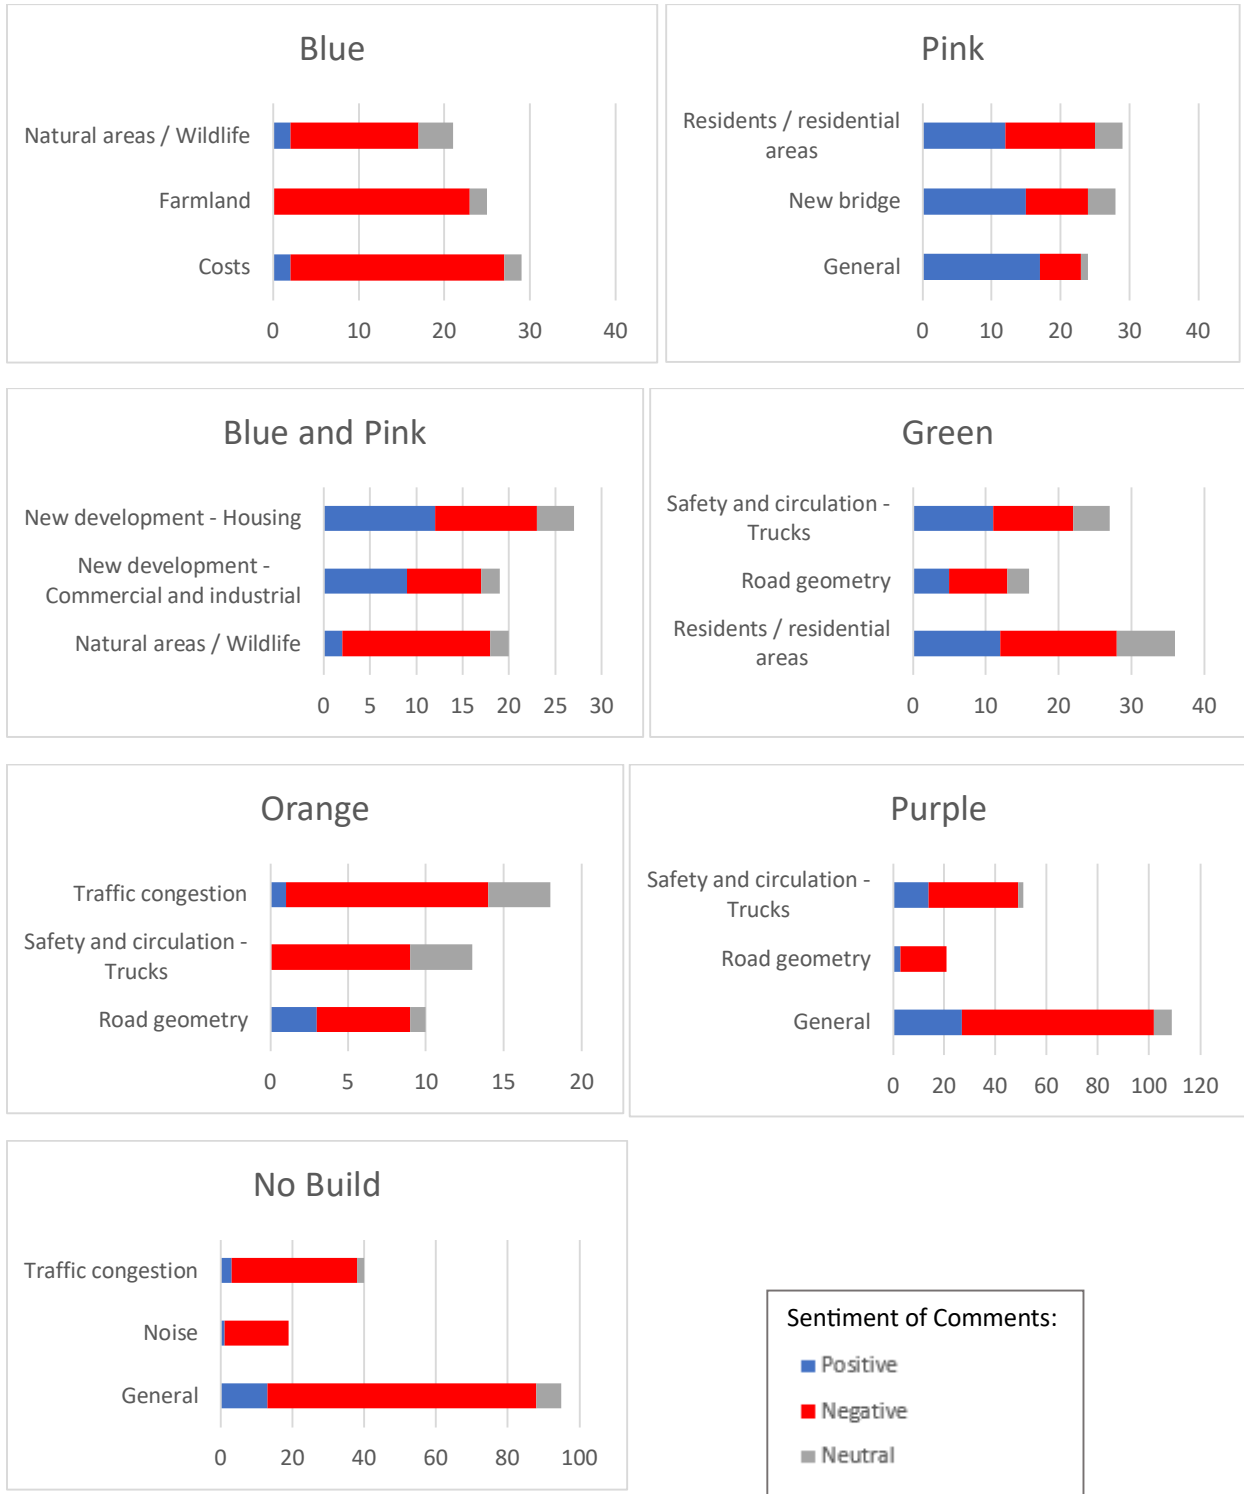 Blue
Natural areas / Wildlife
Farmland
Costs
0 10 20 30 40
Pink
Residents / residential
areas
New bridge
General
0 10 20 30 40
Blue and Pink
New development - Housing
New development -
Commercial and industrial
Natural areas / Wildlife
0 5 10 15 20 25 30
Green
Safety and circulation -
Trucks
Road geometry
Residents / residential
areas
0 10 20 30 40
Orange
Traffic congestion
Safety and circulation -
Trucks
Road geometry
0 5 10 15 20
Purple
Safety and circulation -
Trucks
Road geometry
General
0 20 40 60 80 100 120
No Build
Traffic congestion
Noise
General
0 20 40 60 80 100
Sentiment of Comments:
Positive
Negative
Neutral